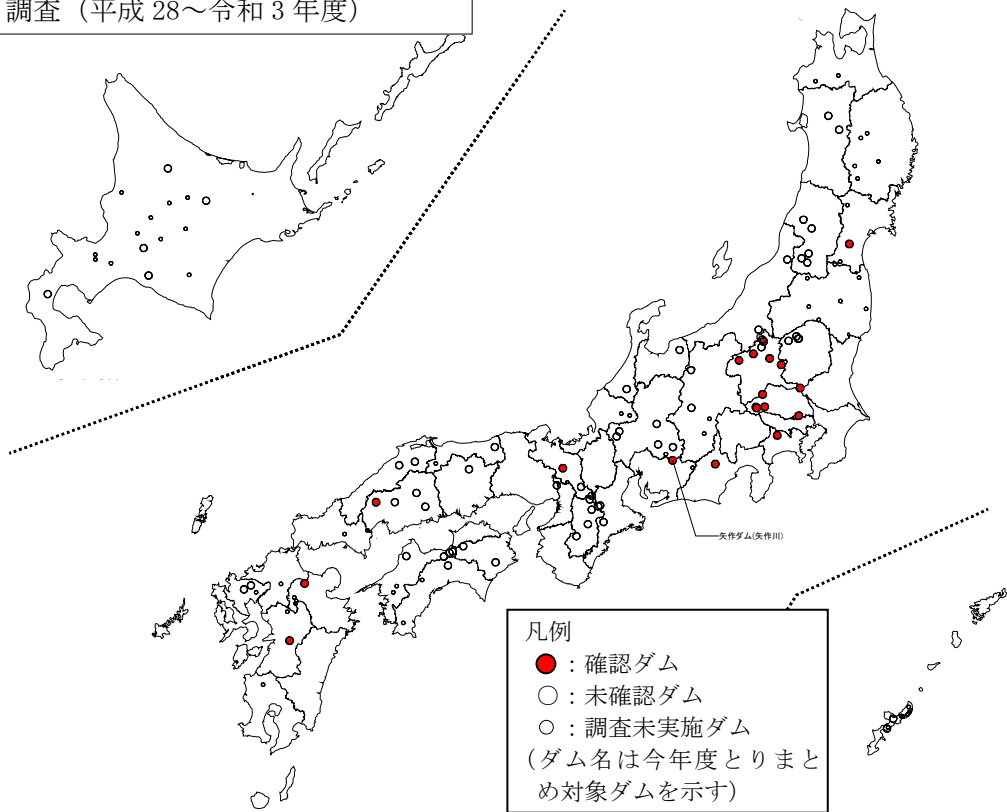 調査（平成 28～令和 3 年度）
矢作ダム(矢作川)
凡例
：確認ダム
：未確認ダム
：調査未実施ダム
(ダム名は今年度とりまと
め対象ダムを示す)